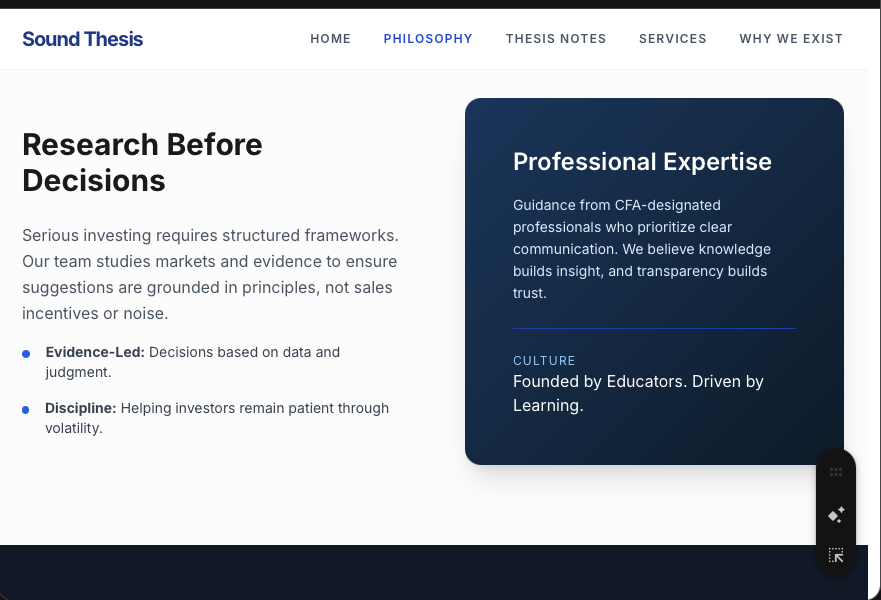 Sound Thesis
HOME PHILOSOPHY THESIS NOTES SERVICES WHY WE EXIST
Research Before
Decisions
Serious investing requires structured frameworks.
Our team studies markets and evidence to ensure
suggestions are grounded in principles, not sales
incentives or noise.
Evidence-Led: Decisions based on data and
judgment.
Discipline: Helping investors remain patient through
volatility.
Professional Expertise
Guidance from CFA-designated
professionals who prioritize clear
communication. We believe knowledge
builds insight, and transparency builds
trust.
CULTURE
Founded by Educators. Driven by
Learning.